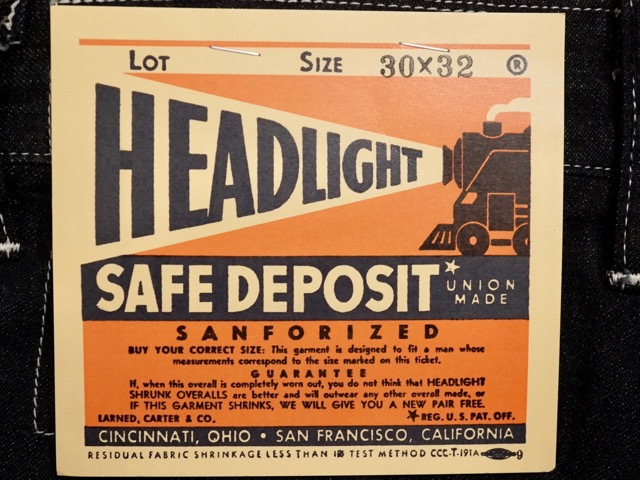 LOT SIZE 30X32 ®
HEADLIGHT
SAFE DEPOSIT*
UNION
MADE
SANFORIZED
BUY YOUR CORRECT SIZE: This garment is designed to fit a man whose
measurements correspond to the size marked on this ticket.
GUARANTEE
If, when this overall is completely worn out, you do not think that HEADLIGHT
SHRUNK OVERALLS are better and will outwear any other overall made, or
IF THIS GARMENT SHRINKS, WE WILL GIVE YOU A NEW PAIR FREE.
LARNED, CARTER & CO. *REG. U.S. PAT. OFF.
CINCINNATI, OHIO • SAN FRANCISCO, CALIFORNIA
RESIDUAL FABRIC SHRINKAGE LESS THAN 1% TEST METHOD CCC-T-191A 9